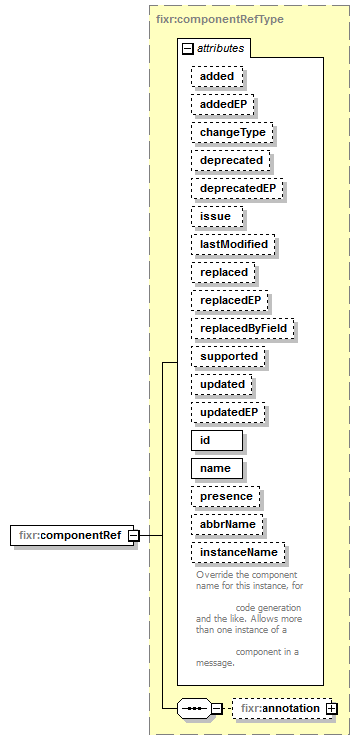 fixr:componentRefType
attributes
added
addedEP
changeType
deprecated
deprecatedEP
issue
lastModified
replaced
replacedEP
replacedByField
supported
updated
updatedEP
id
name
presence
abbrName
instanceName
Override the component
name for this instance, for
code generation
and the like. Allows more
than one instance of a
component in a
message.
fixr:componentRef
fixr:annotation